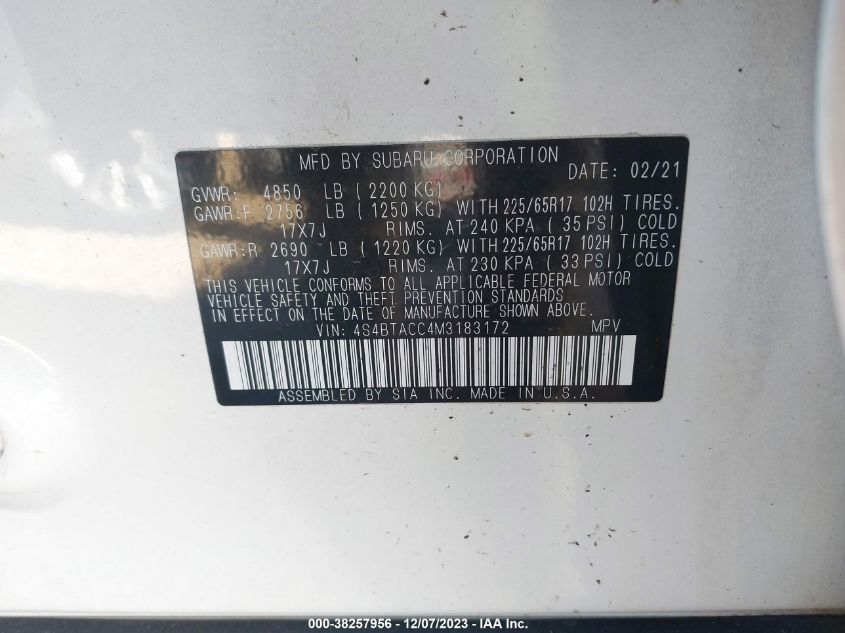 MFD BY SUBARU CORPORATION DATE: 02/21
GVWR: 4850 LB (2200 KG)
GAWR:F 2756 LB (1250 KG) WITH 225/65R17 102H TIRES.
17X7J RIMS. AT 240 KPA (35 PSI) COLD
GAWR:R 2690 LB (1220 KG) WITH 225/65R17 102H TIRES.
17X7J RIMS. AT 230 KPA (33 PSI) COLD
THIS VEHICLE CONFORMS TO ALL APPLICABLE FEDERAL MOTOR
VEHICLE SAFETY AND THEFT PREVENTION STANDARDS
IN EFFECT ON DATE OF MANUFACTURE SHOWN ABOVE.
VIN: 4S4BTACC4M3183172 MPV
ASSEMBLED BY SIA INC. MADE IN U.S.A.
000-38257956 - 12/07/2023 - IAA Inc.